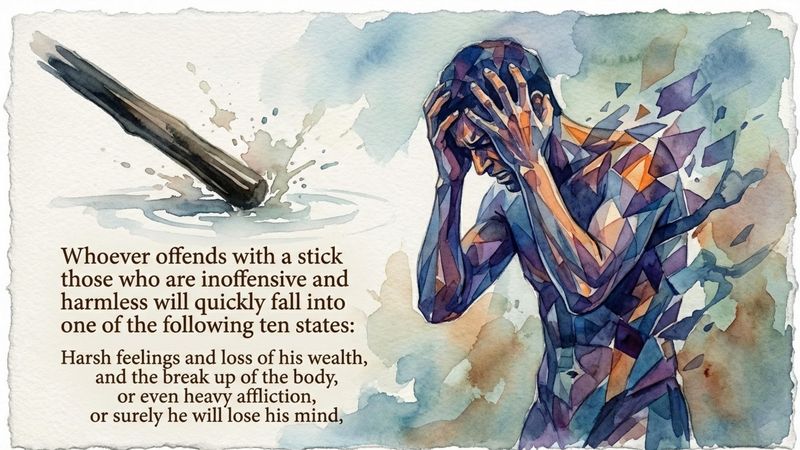 Whoever offends with a stick
those who are inoffensive and
harmless will quickly fall into
one of the following ten states:
Harsh feelings and loss of his wealth,
and the break up of the body,
or even heavy affliction,
or surely he will lose his mind,